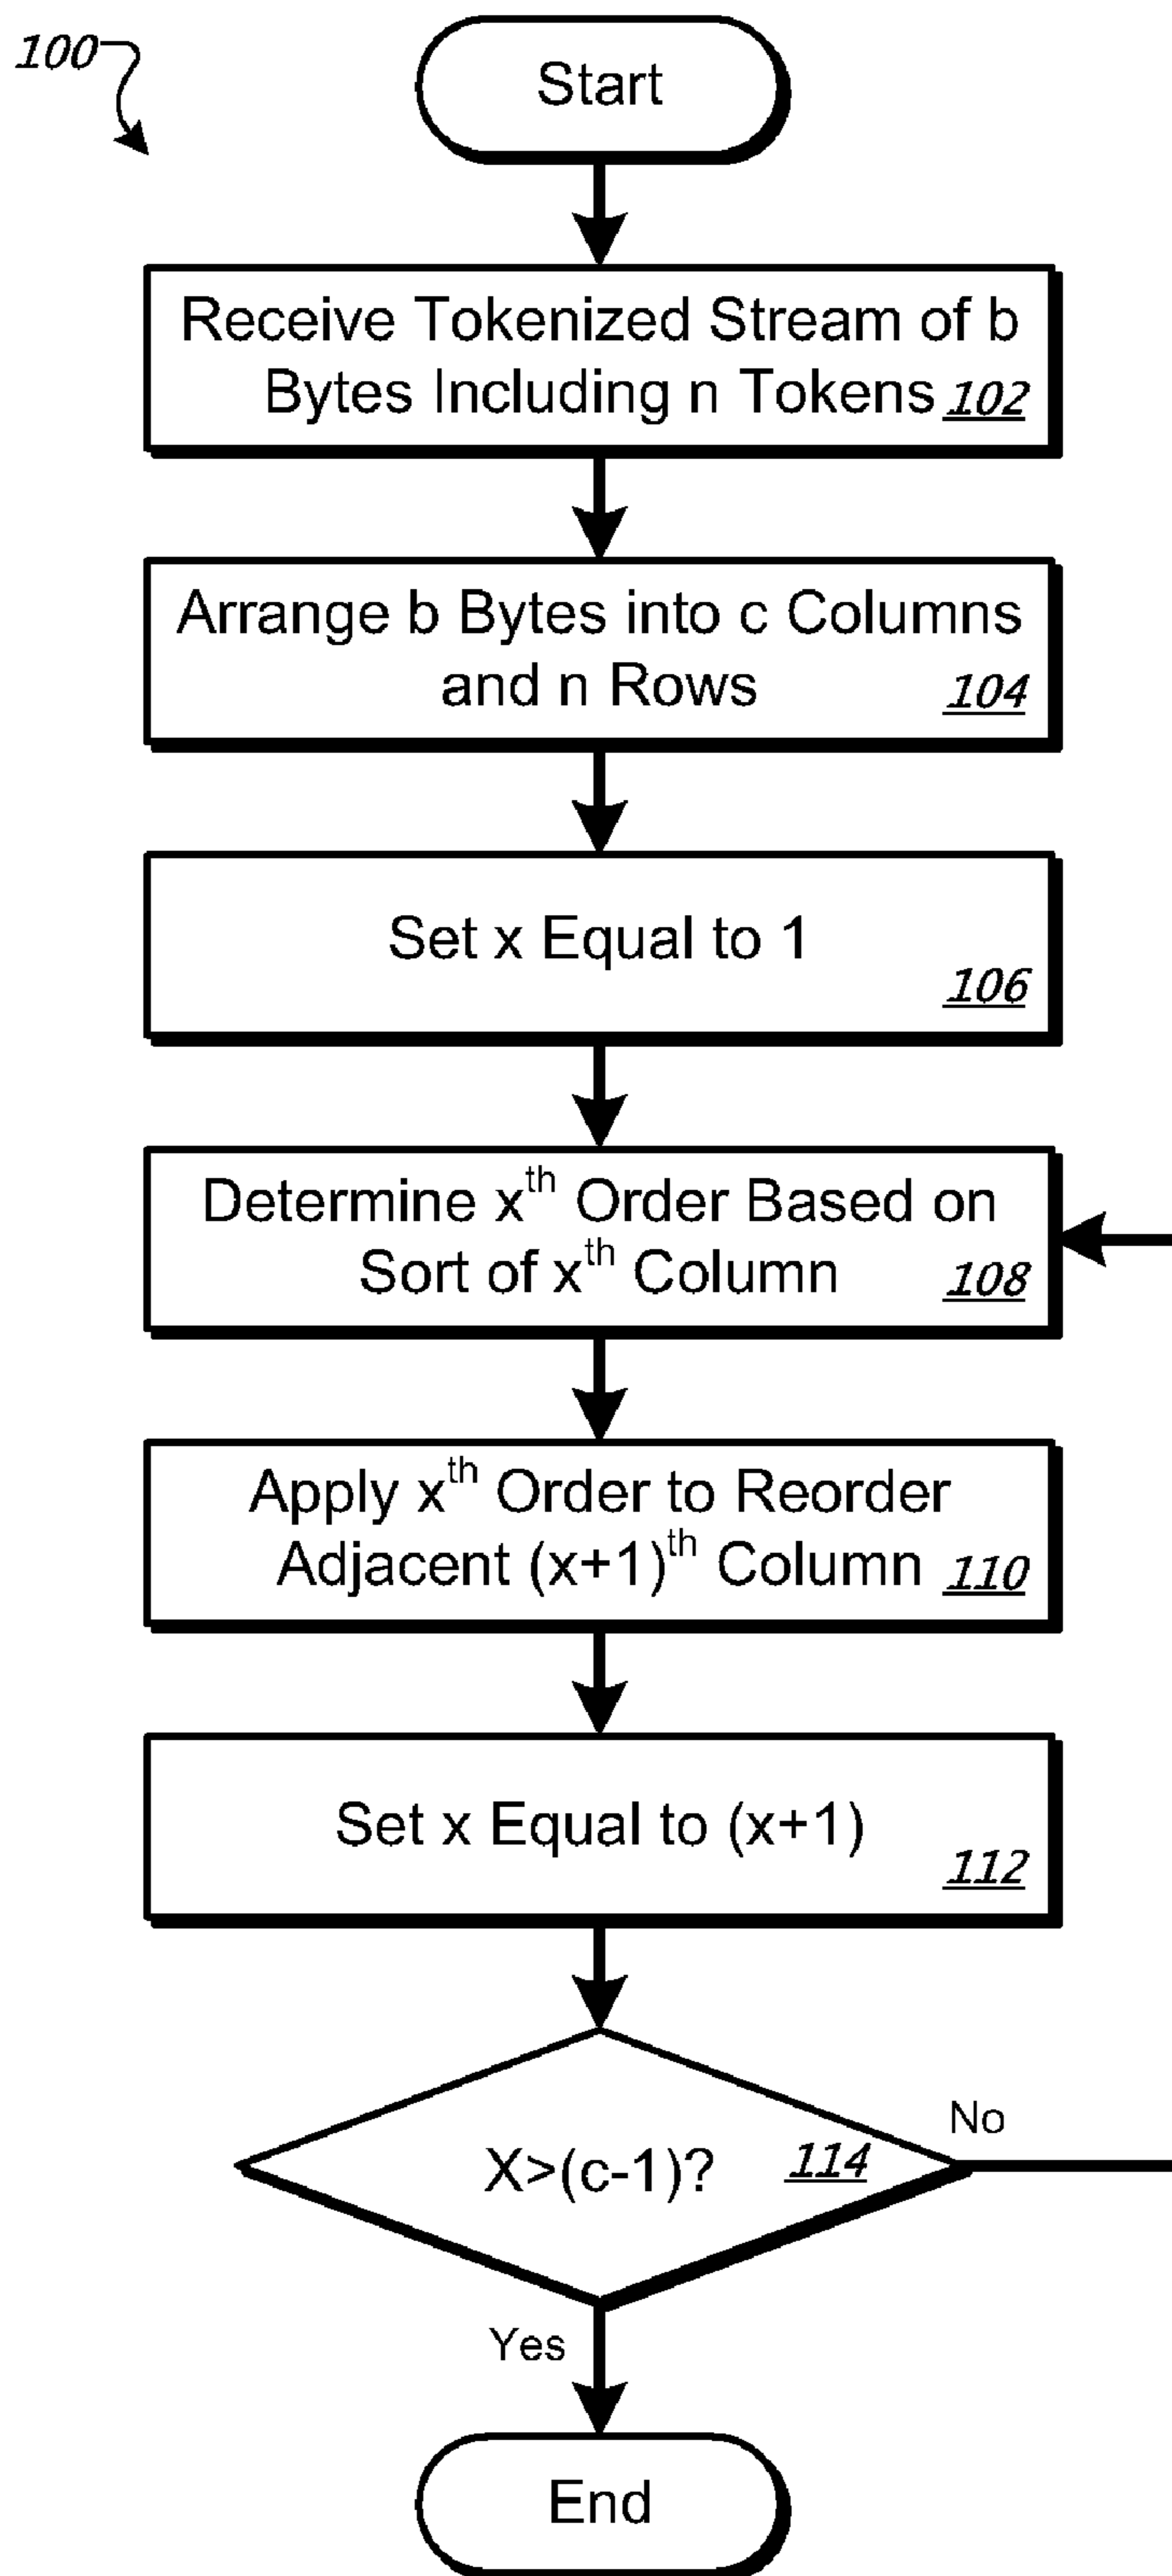 100
Start
Receive Tokenized Stream of b
Bytes Including n Tokens 102
Arrange b Bytes into c Columns
and n Rows 104
Set x Equal to 1
106
Determine xth Order Based on
Sort of xth Column 108
Apply xth Order to Reorder
Adjacent (x+1)th Column 110
Set x Equal to (x+1)
112
No
X>(c-1)? 114
Yes
End